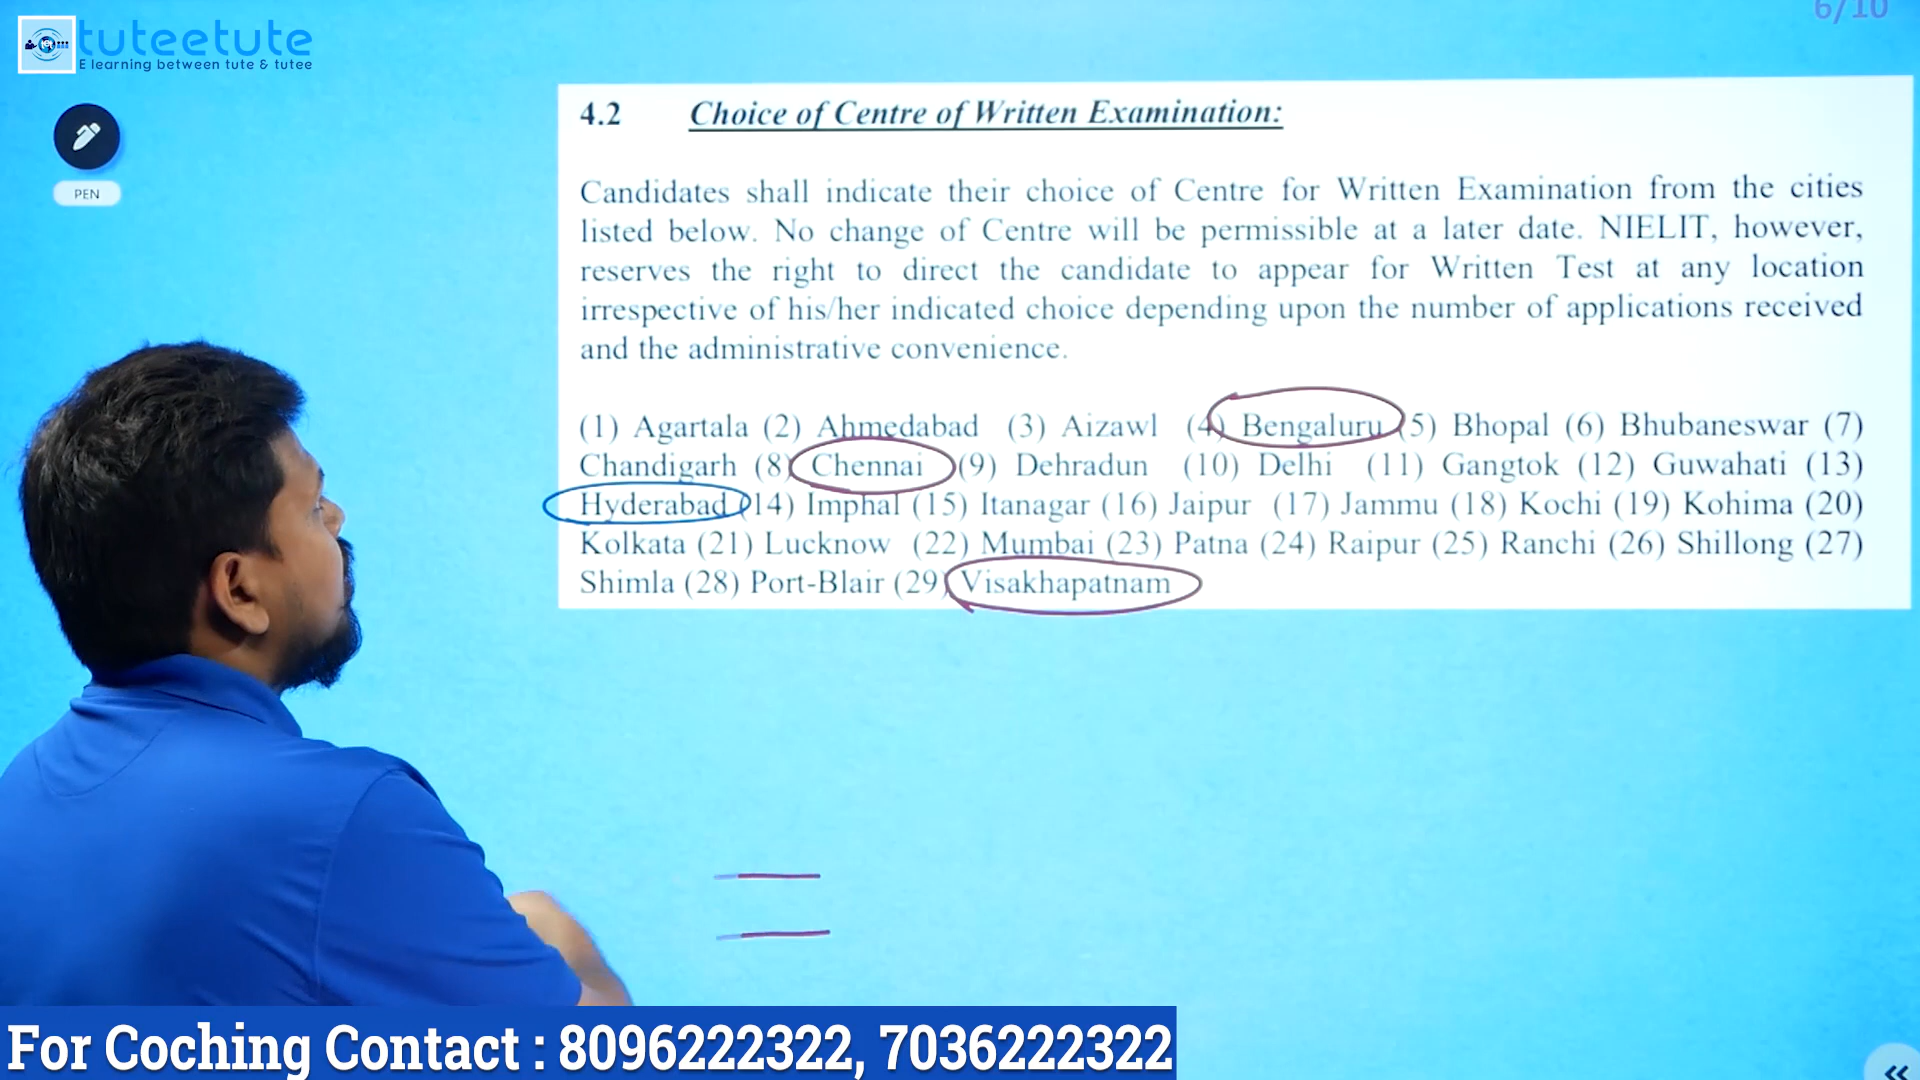 6/10
tuteetute
E learning between tute & tutee
PEN
4.2 Choice of Centre of Written Examination:
Candidates shall indicate their choice of Centre for Written Examination from the cities
listed below. No change of Centre will be permissible at a later date. NIELIT, however,
reserves the right to direct the candidate to appear for Written Test at any location
irrespective of his/her indicated choice depending upon the number of applications received
and the administrative convenience.
(1) Agartala (2) Ahmedabad (3) Aizawl (4) Bengaluru (5) Bhopal (6) Bhubaneswar (7)
Chandigarh (8) Chennai (9) Dehradun (10) Delhi (11) Gangtok (12) Guwahati (13)
Hyderabad (14) Imphal (15) Itanagar (16) Jaipur (17) Jammu (18) Kochi (19) Kohima (20)
Kolkata (21) Lucknow (22) Mumbai (23) Patna (24) Raipur (25) Ranchi (26) Shillong (27)
Shimla (28) Port-Blair (29) Visakhapatnam
For Coching Contact : 8096222322, 7036222322